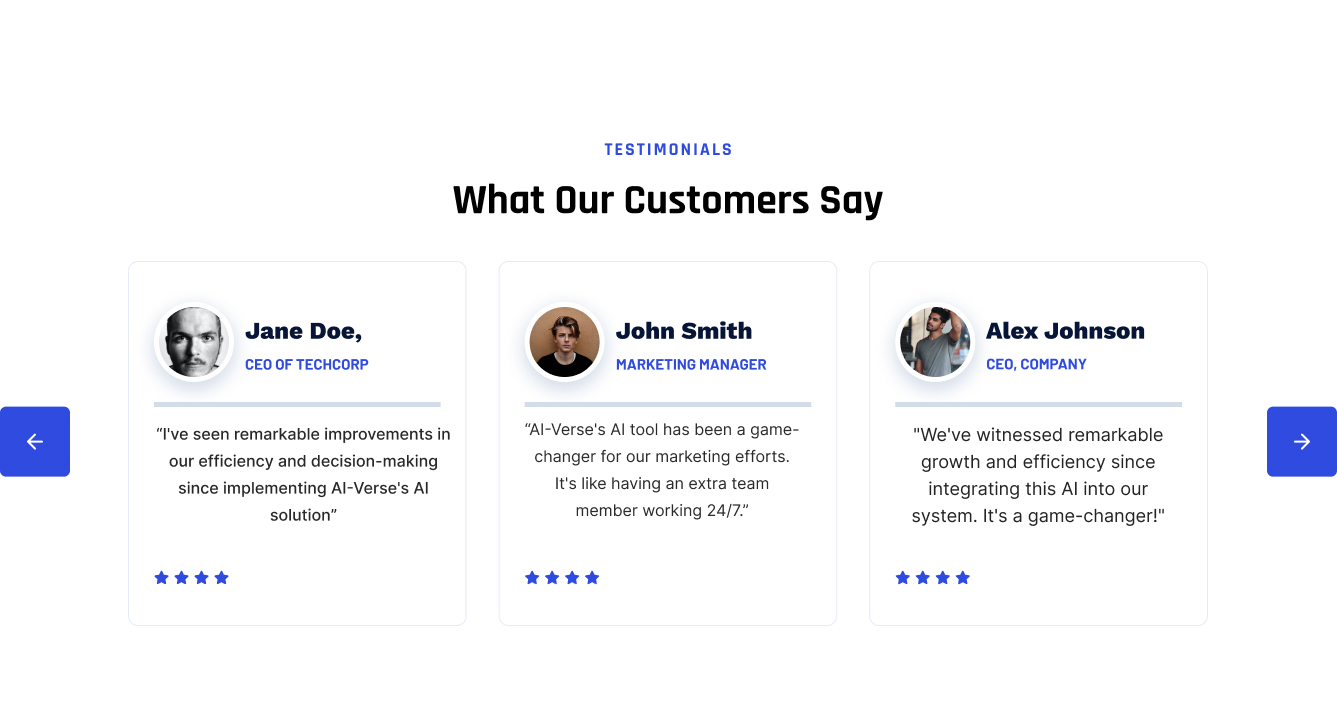 TESTIMONIALS
What Our Customers Say
Jane Doe,
CEO OF TECHCORP
“I've seen remarkable improvements in
our efficiency and decision-making
since implementing AI-Verse's AI
solution”
John Smith
MARKETING MANAGER
“AI-Verse's AI tool has been a game-
changer for our marketing efforts.
It's like having an extra team
member working 24/7.”
Alex Johnson
CEO, COMPANY
"We've witnessed remarkable
growth and efficiency since
integrating this AI into our
system. It's a game-changer!"